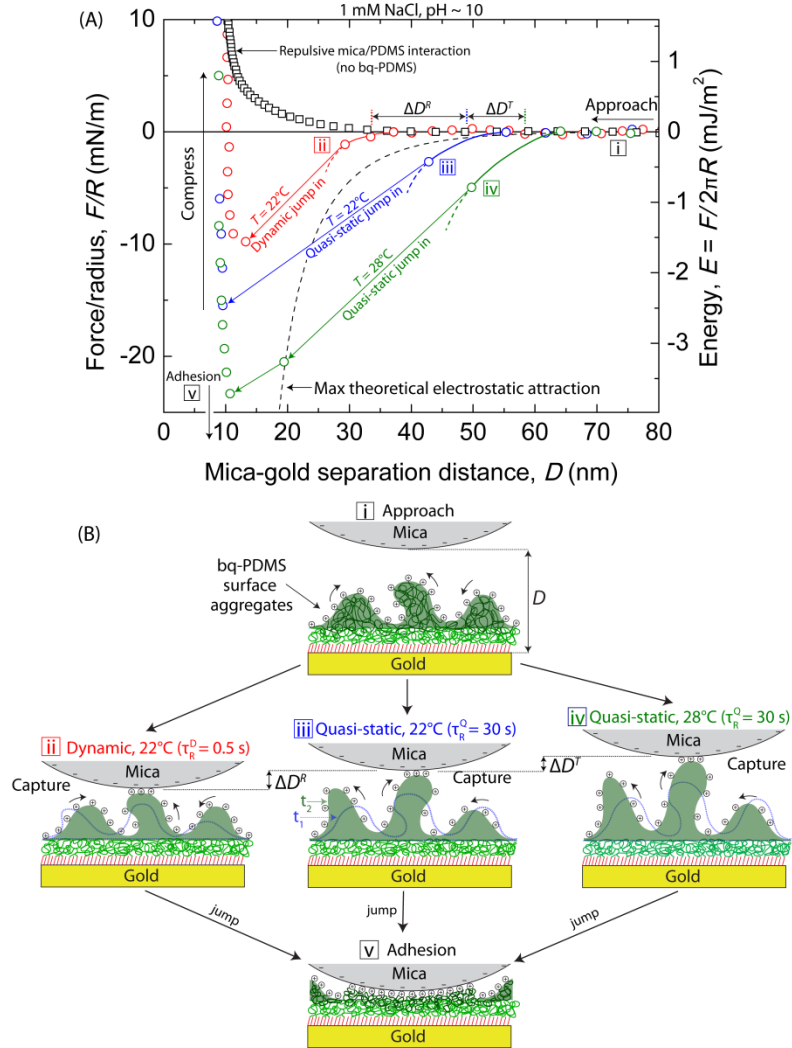 (A)
1 mM NaCl, pH ~ 10
Repulsive mica/PDMS interaction
(no bq-PDMS)
ΔD^R
ΔD^T
Approach
i
ii
iii
iv
Compress
T = 22°C
Dynamic jump in
T = 22°C
Quasi-static jump in
T = 28°C
Quasi-static jump in
Adhesion
v
Max theoretical electrostatic attraction
10
0
-10
-20
Force/radius, F/R (mN/m)
1
0
-1
-2
-3
Energy, E = F/2πR (mJ/m²)
0 10 20 30 40 50 60 70 80
Mica-gold separation distance, D (nm)
(B)
i Approach
Mica
bq-PDMS
surface
aggregates
D
Gold
ii Dynamic, 22°C (τ_R^D = 0.5 s)
iii Quasi-static, 22°C (τ_R^Q = 30 s)
iv Quasi-static, 28°C (τ_R^Q = 30 s)
Mica
Capture
ΔD^R
Mica
Capture
ΔD^T
Mica
Capture
t₂
t₁
Gold
Gold
Gold
jump
jump
jump
v Adhesion
Mica
Gold